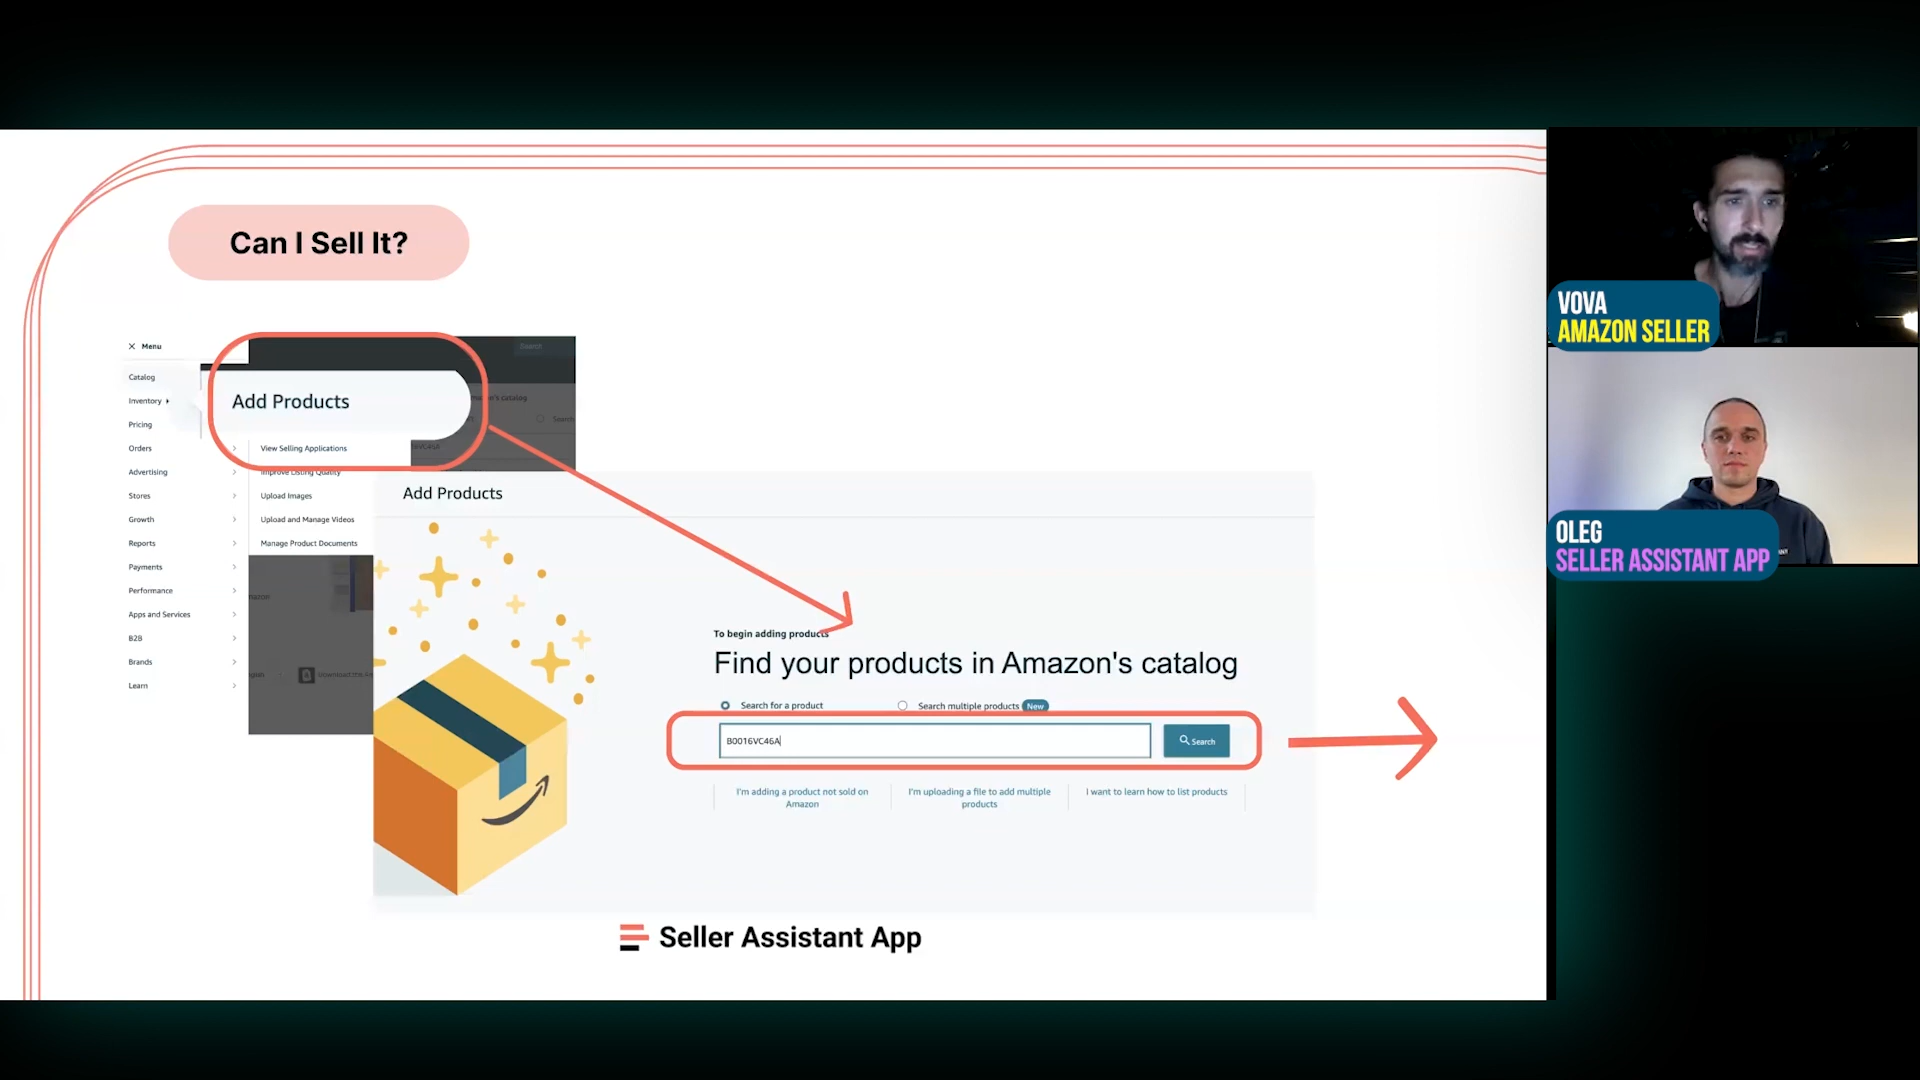 Can I Sell It?
Menu
Catalog
Inventory
Pricing
Orders
Advertising
Stores
Growth
Reports
Payments
Performance
Apps and Services
B2B
Brands
Learn
Add Products
View Selling Applications
Improve Listing Quality
Upload Images
Upload and Manage Videos
Manage Product Documents
Search
Add Products
To begin adding products
Find your products in Amazon's catalog
Search for a product
Search multiple products New
B0016VC46A
Search
I'm adding a product not sold on
Amazon
I'm uploading a file to add multiple
products
I want to learn how to list products
Seller Assistant App
VOVA
AMAZON SELLER
OLEG
SELLER ASSISTANT APP